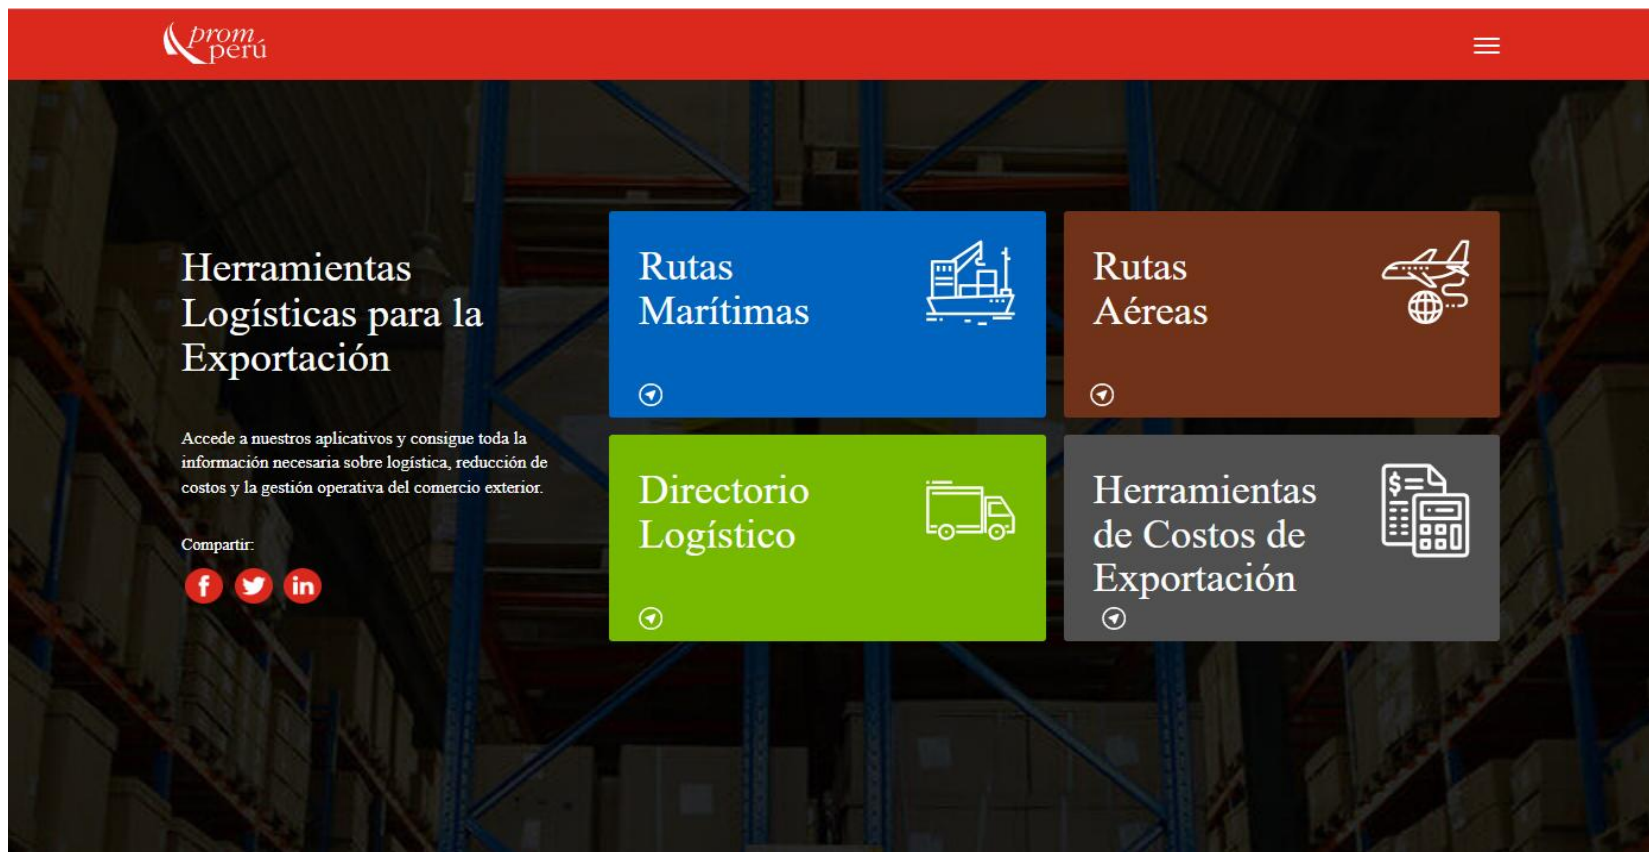 prom
perú
Herramientas
Logísticas para la
Exportación
Accede a nuestros aplicativos y consigue toda la
información necesaria sobre logística, reducción de
costos y la gestión operativa del comercio exterior.
Compartir:
f
in
Rutas
Marítimas
Rutas
Aéreas
Directorio
Logístico
Herramientas
de Costos de
Exportación
$